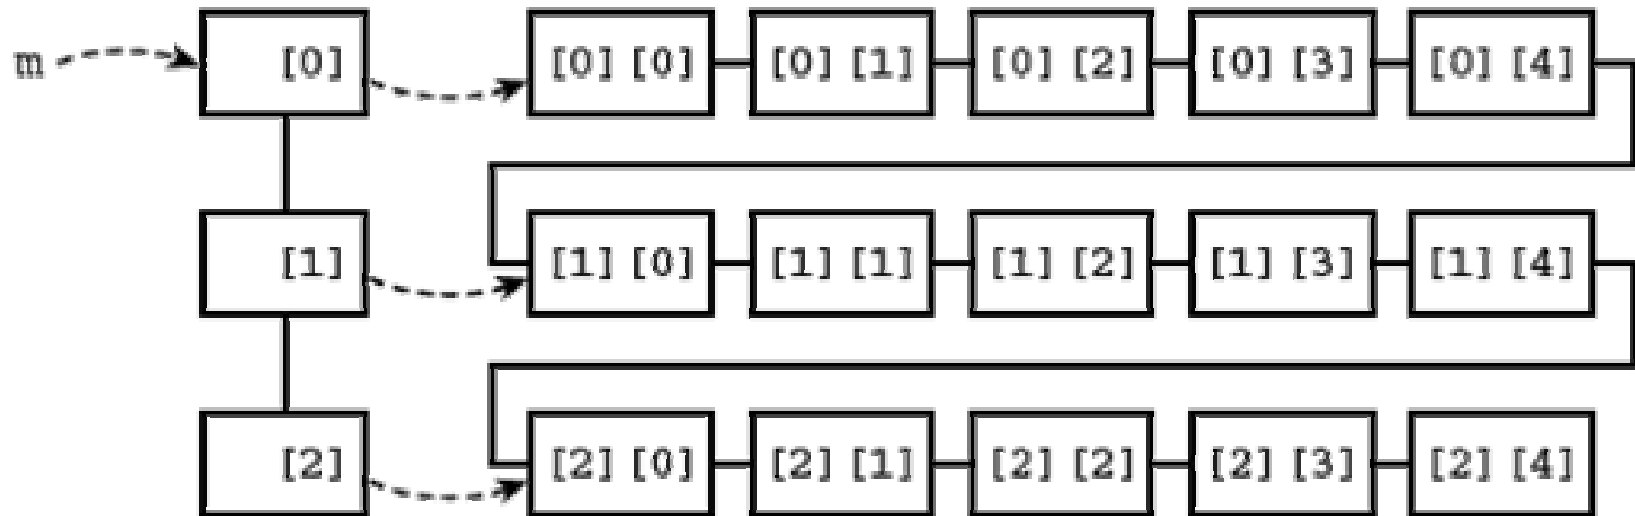 m [0] [0] [0] [0] [1] [0] [2] [0] [3] [0] [4]
[1] [1] [0] [1] [1] [1] [2] [1] [3] [1] [4]
[2] [2] [0] [2] [1] [2] [2] [2] [3] [2] [4]